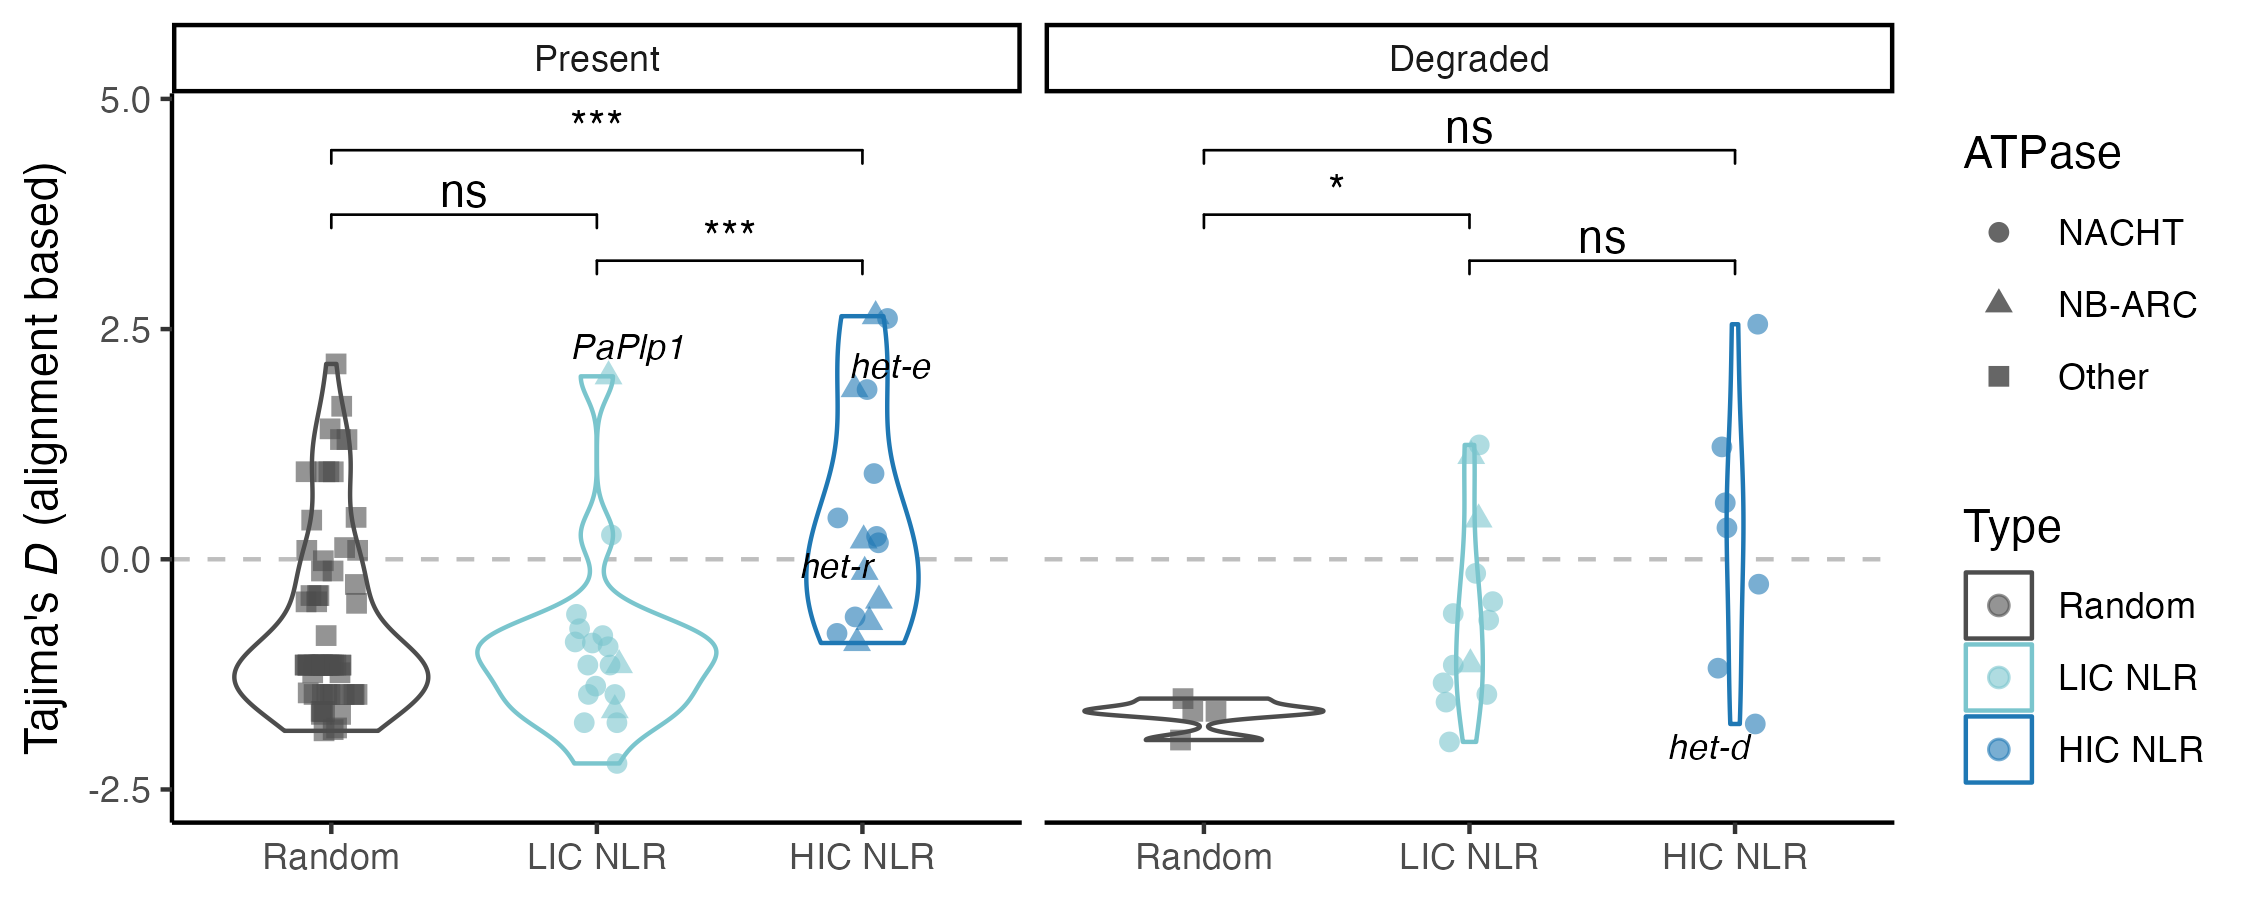 Present
Degraded
Tajima's D (alignment based)
5.0
2.5
0.0
-2.5
***
ns
***
PaPlp1
het-e
het-r
ns
*
ns
het-d
Random
LIC NLR
HIC NLR
Random
LIC NLR
HIC NLR
ATPase
NACHT
NB-ARC
Other
Type
Random
LIC NLR
HIC NLR